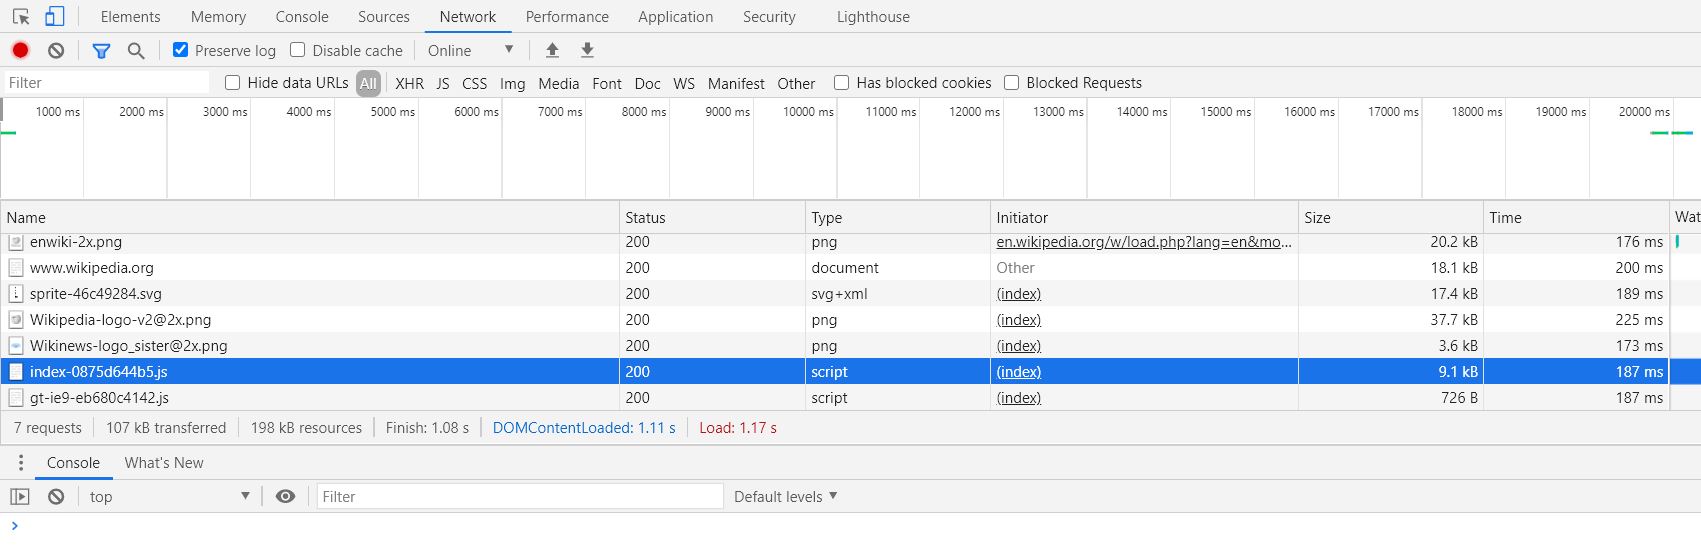 Elements Memory Console Sources Network Performance Application Security Lighthouse
Preserve log Disable cache Online
Filter Hide data URLs All XHR JS CSS Img Media Font Doc WS Manifest Other Has blocked cookies Blocked Requests
1000 ms 2000 ms 3000 ms 4000 ms 5000 ms 6000 ms 7000 ms 8000 ms 9000 ms 10000 ms 11000 ms 12000 ms 13000 ms 14000 ms 15000 ms 16000 ms 17000 ms 18000 ms 19000 ms 20000 ms
Name Status Type Initiator Size Time Wat
enwiki-2x.png 200 png en.wikipedia.org/w/load.php?lang=en&mo... 20.2 kB 176 ms
www.wikipedia.org 200 document Other 18.1 kB 200 ms
sprite-46c49284.svg 200 svg+xml (index) 17.4 kB 189 ms
Wikipedia-logo-v2@2x.png 200 png (index) 37.7 kB 225 ms
Wikinews-logo_sister@2x.png 200 png (index) 3.6 kB 173 ms
index-0875d644b5.js 200 script (index) 9.1 kB 187 ms
gt-ie9-eb680c4142.js 200 script (index) 726 B 187 ms
7 requests 107 kB transferred 198 kB resources Finish: 1.08 s DOMContentLoaded: 1.11 s Load: 1.17 s
Console What's New
top Filter Default levels